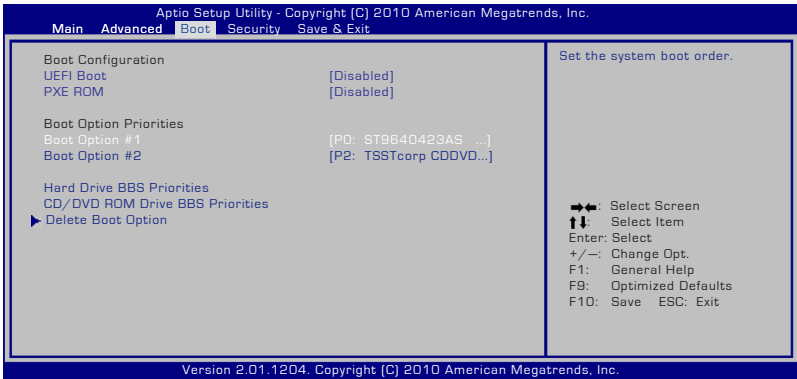 Aptio Setup Utility - Copyright (C) 2010 American Megatrends, Inc.
Main Advanced Boot Security Save & Exit
Boot Configuration
UEFI Boot [Disabled]
PXE ROM [Disabled]
Boot Option Priorities
Boot Option #1 [P0: ST9640423AS ...]
Boot Option #2 [P2: TSSTcorp CDDVD...]
Hard Drive BBS Priorities
CD/DVD ROM Drive BBS Priorities
Delete Boot Option
Set the system boot order.
→←: Select Screen
↑↓: Select Item
Enter: Select
+/—: Change Opt.
F1: General Help
F9: Optimized Defaults
F10: Save ESC: Exit
Version 2.01.1204. Copyright (C) 2010 American Megatrends, Inc.